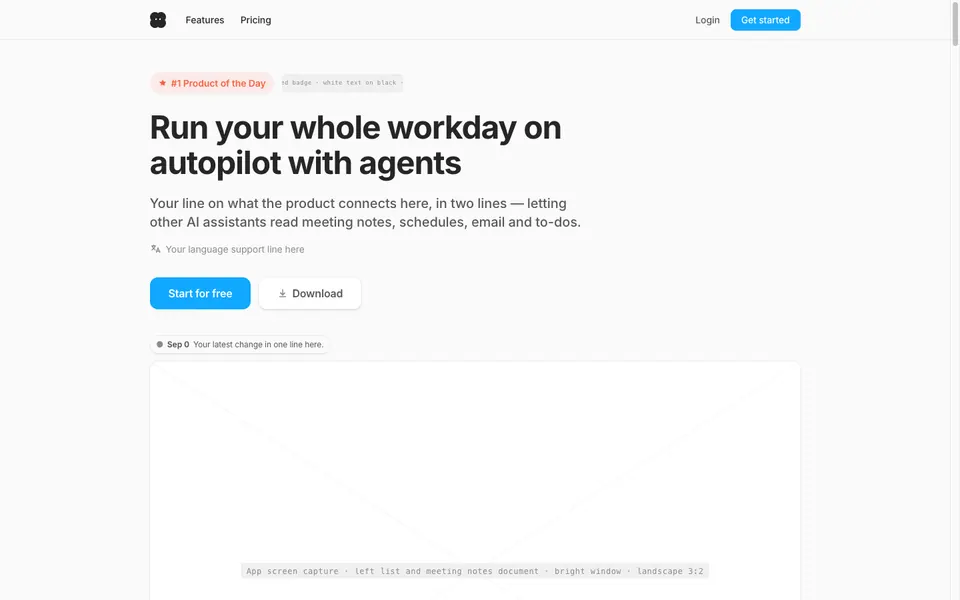 Features
Pricing
Login
Get started
#1 Product of the Day
badge · white text on black
Run your whole workday on
autopilot with agents
Your line on what the product connects here, in two lines — letting
other AI assistants read meeting notes, schedules, email and to-dos.
Your language support line here
Start for free
Download
Sep 0 Your latest change in one line here.
App screen capture · left list and meeting notes document · bright window · landscape 3:2